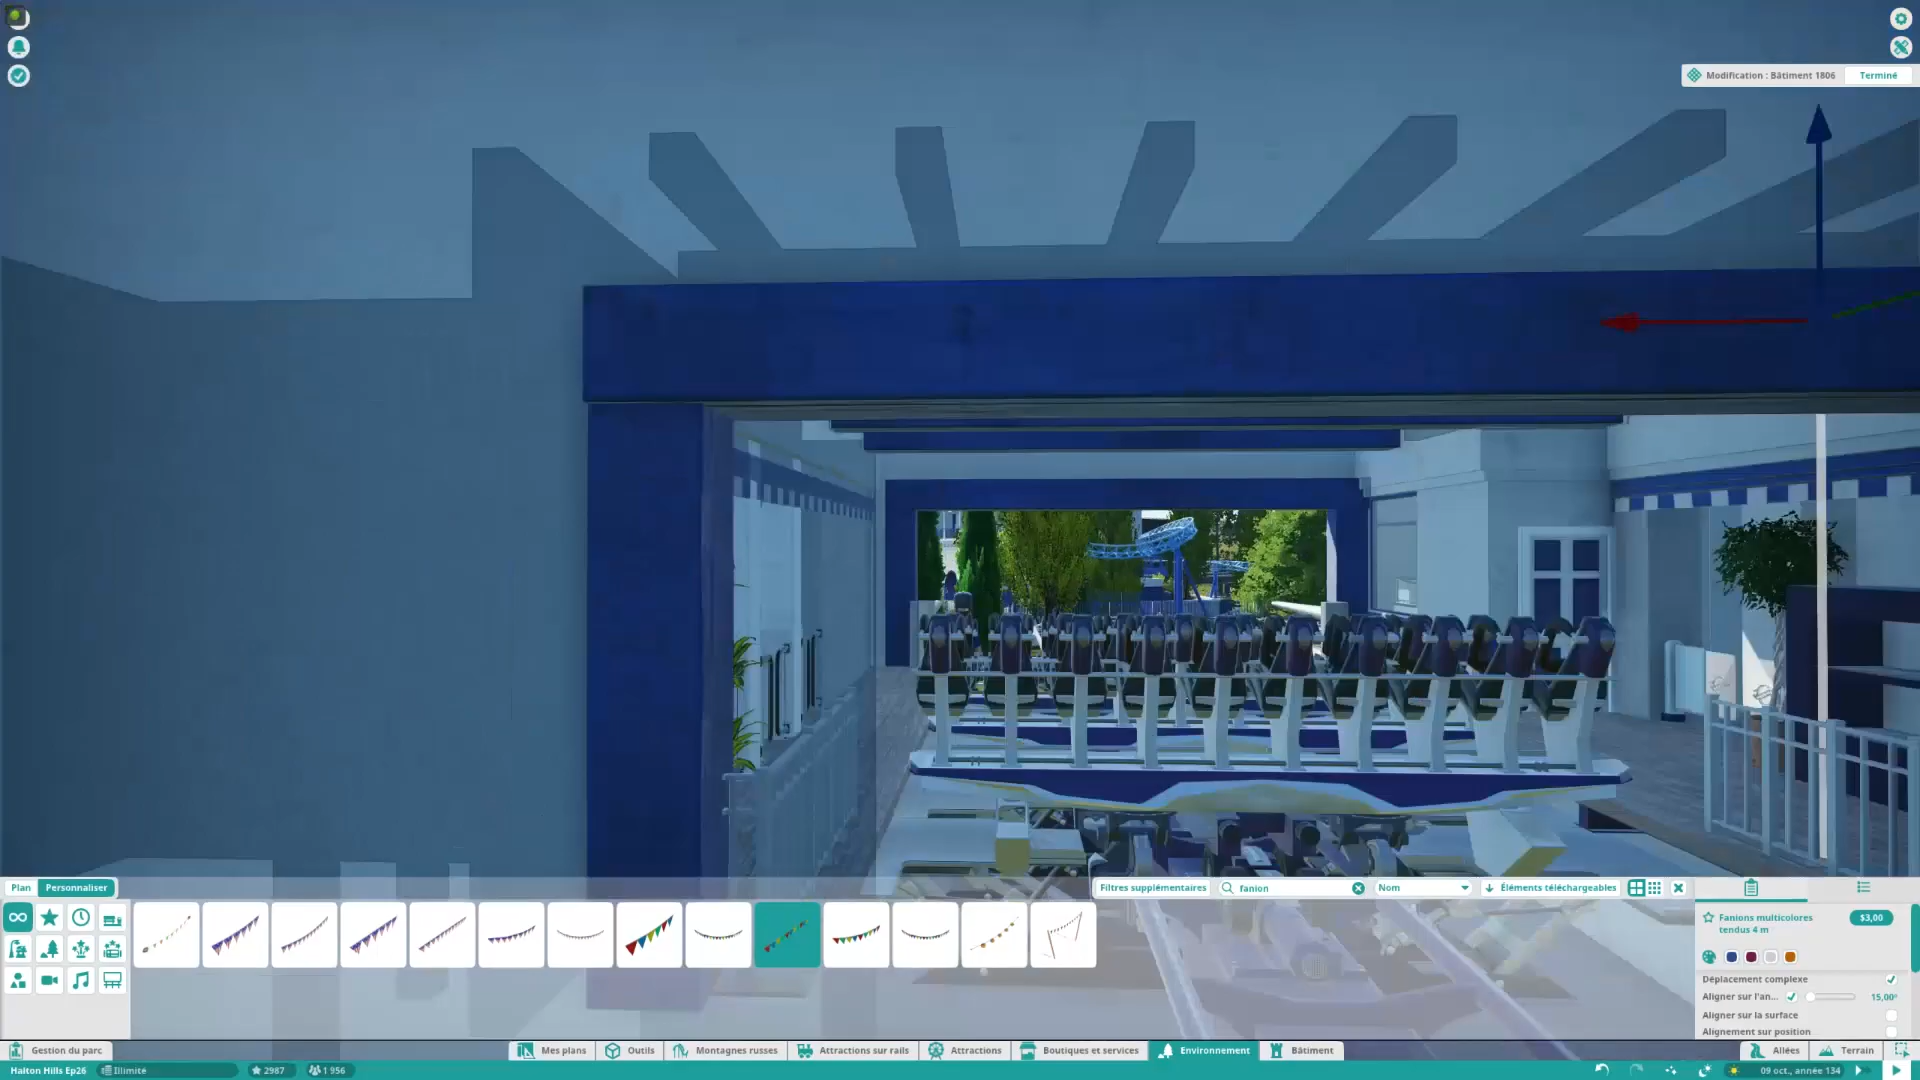 Modification : Bâtiment 1806 Terminé
Plan Personnaliser
Filtres supplémentaires fanion Nom Éléments téléchargeables
Fanions multicolores tendus 4 m $3,00
Déplacement complexe
Aligner sur l'an... 15,00°
Aligner sur la surface
Alignement sur position
Gestion du parc Mes plans Outils Montagnes russes Attractions sur rails Attractions Boutiques et services Environnement Bâtiment Allées Terrain
Halton Hills Ep26 Illimité 2987 1 956 09 oct., année 134